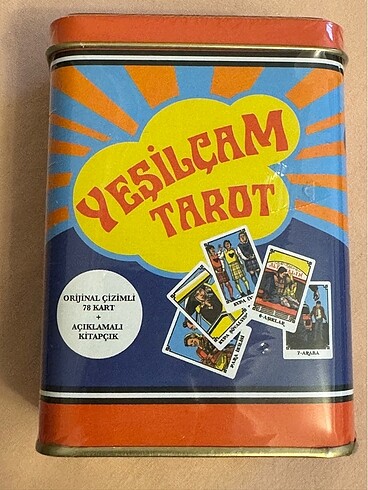 YEŞİLÇAM
TAROT
ORİJİNAL ÇİZİMLİ
78 KART
+
AÇIKLAMALI
KİTAPÇIK
6-AŞIKLAR
7-ARABA